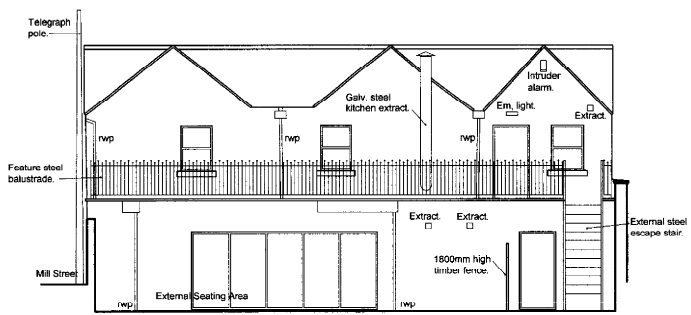 Telegraph
pole.
Intruder
alarm.
Galv. steel
kitchen extract.
Em, light.
Extract.
rwp
rwp
rwp
Feature steel
balustrade.
Extract.
Extract.
External steel
escape stair.
1800mm high
timber fence.
Mill Street
External Seating Area
rwp
rwp